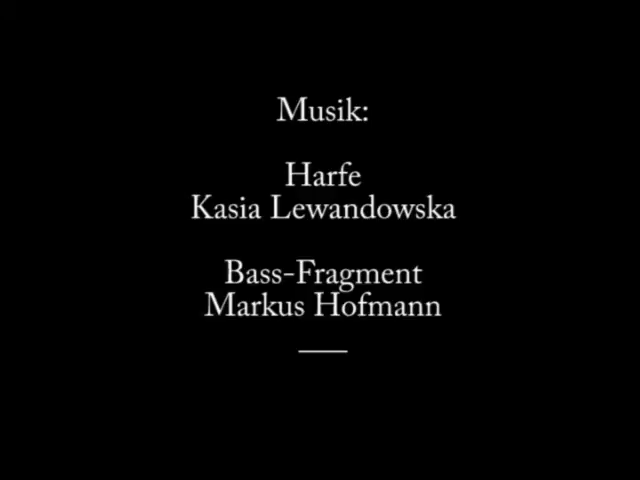 Musik:
Harfe
Kasia Lewandowska
Bass-Fragment
Markus Hofmann